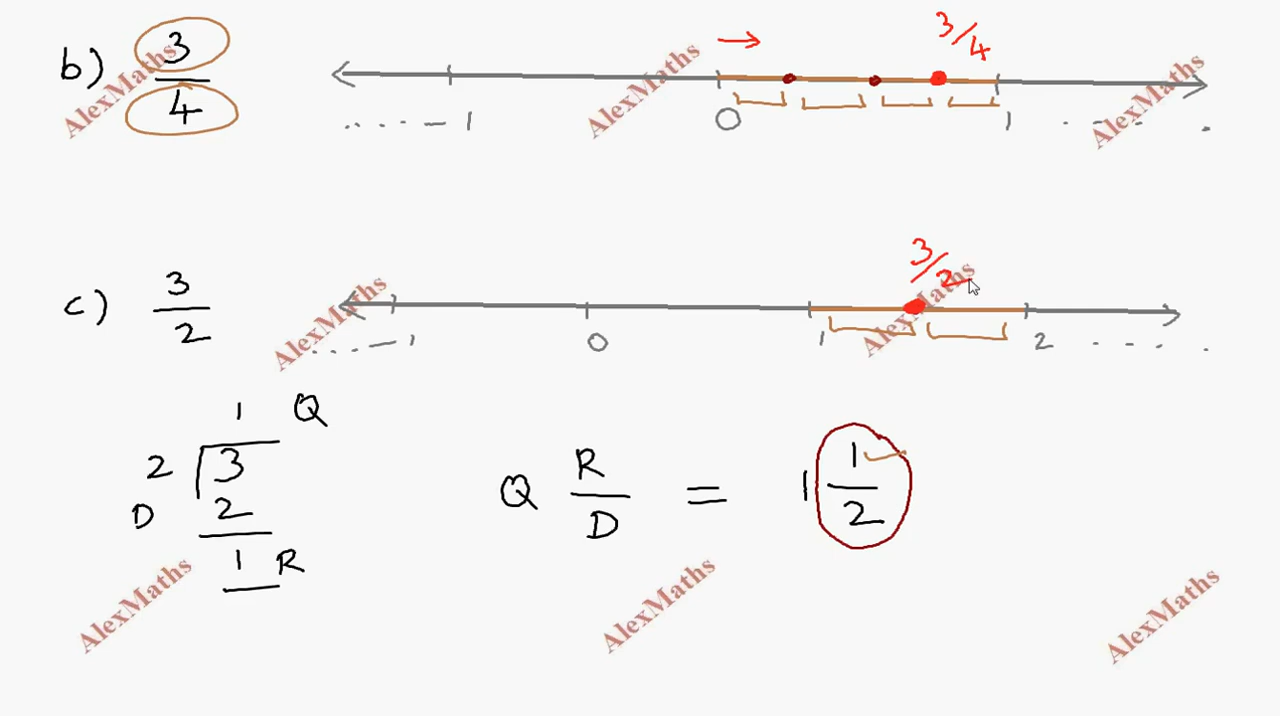 b) 3/4
→ 3/4
..... -1 0 1 . . . .
c) 3/2
3/2
..... -1 0 1 2 . . . .
1 Q
2 3
D 2
1 R
Q R/D = 1 1/2
AlexMaths
AlexMaths
AlexMaths
AlexMaths
AlexMaths
AlexMaths
AlexMaths
AlexMaths